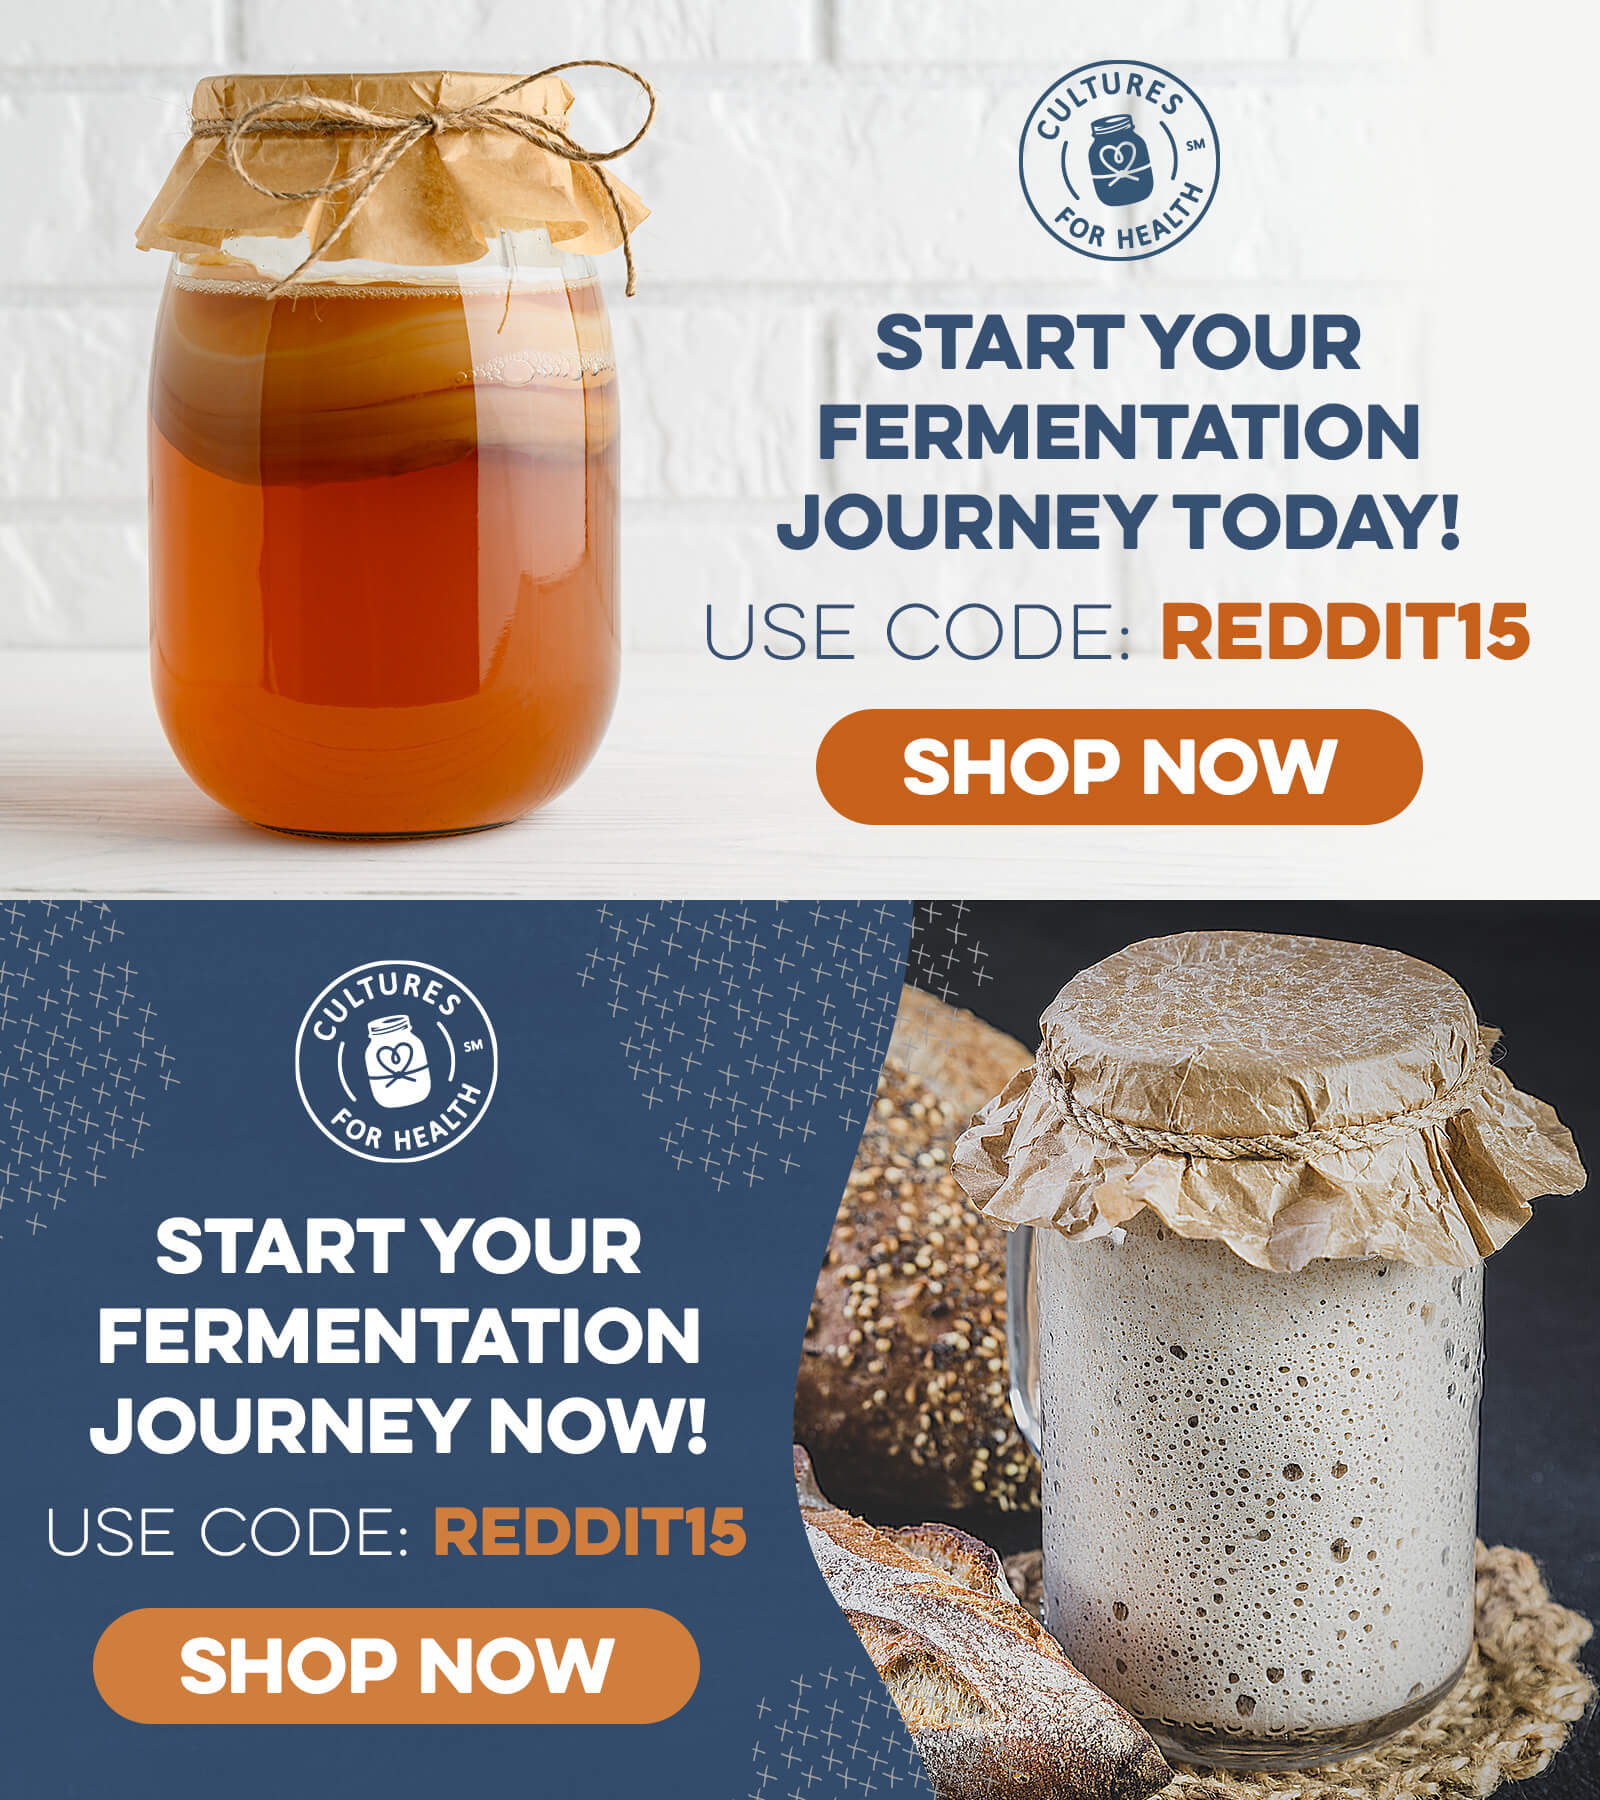 CULTURES
FOR HEALTH
SM
START YOUR
FERMENTATION
JOURNEY TODAY!
USE CODE: REDDIT15
SHOP NOW
CULTURES
FOR HEALTH
SM
START YOUR
FERMENTATION
JOURNEY NOW!
USE CODE: REDDIT15
SHOP NOW